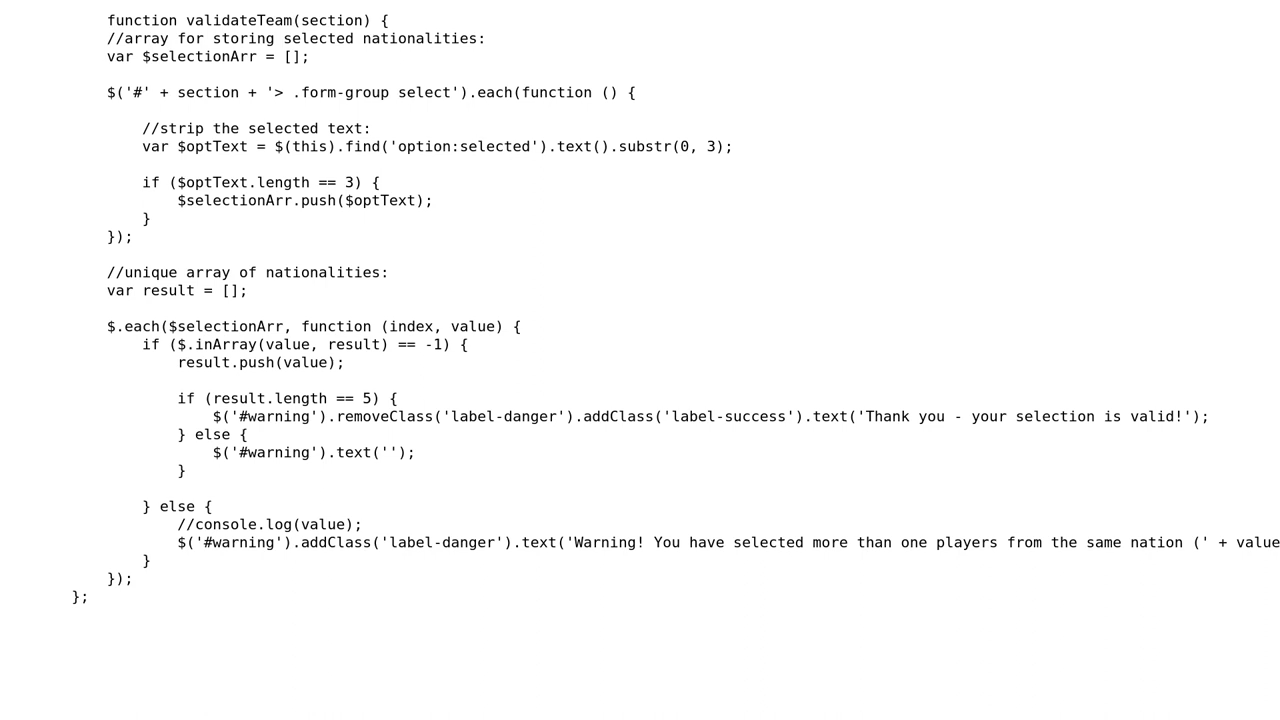 function validateTeam(section) {
//array for storing selected nationalities:
var $selectionArr = [];
$('#' + section + '> .form-group select').each(function () {
//strip the selected text:
var $optText = $(this).find('option:selected').text().substr(0, 3);
if ($optText.length == 3) {
$selectionArr.push($optText);
}
});
//unique array of nationalities:
var result = [];
$.each($selectionArr, function (index, value) {
if ($.inArray(value, result) == -1) {
result.push(value);
if (result.length == 5) {
$('#warning').removeClass('label-danger').addClass('label-success').text('Thank you - your selection is valid!');
} else {
$('#warning').text('');
}
} else {
//console.log(value);
$('#warning').addClass('label-danger').text('Warning! You have selected more than one players from the same nation (' + value
}
});
};